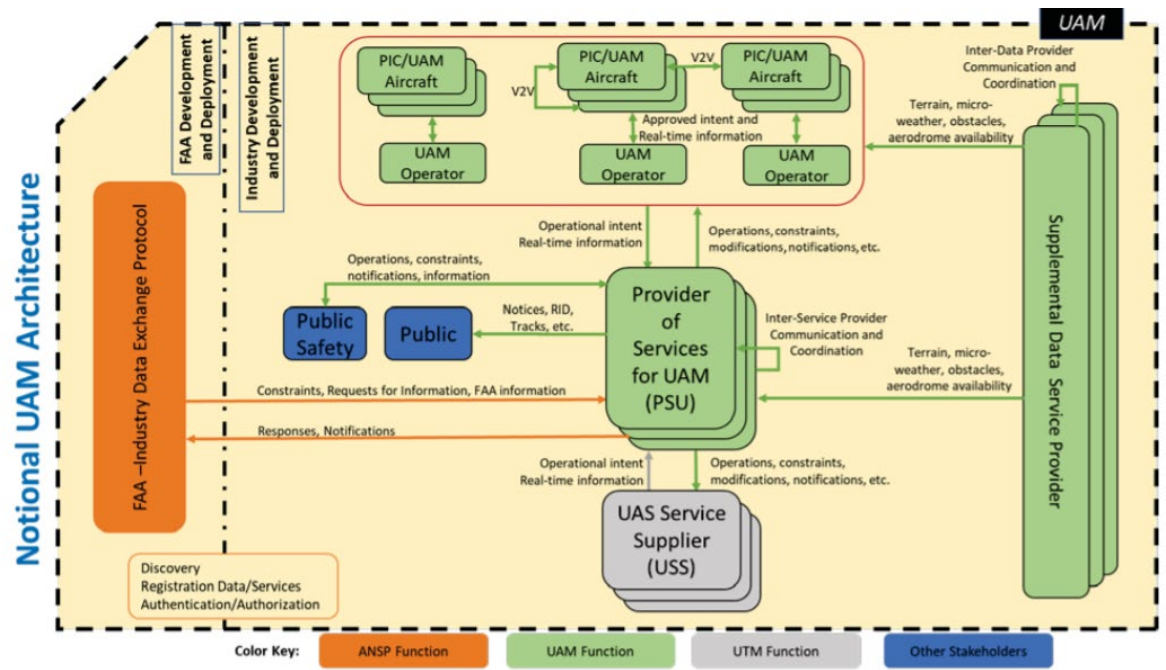 UAM
Notional UAM Architecture
FAA Development
and Deployment
Industry Development
and Deployment
PIC/UAM
Aircraft
PIC/UAM
Aircraft
PIC/UAM
Aircraft
V2V
V2V
Approved intent and
Real-time information
UAM
Operator
UAM
Operator
UAM
Operator
Inter-Data Provider
Communication and
Coordination
Terrain, micro-
weather, obstacles,
aerodrome availability
Supplemental Data Service Provider
FAA –Industry Data Exchange Protocol
Operational intent
Real-time information
Operations, constraints,
modifications, notifications, etc.
Operations, constraints,
notifications, information
Public
Safety
Public
Notices, RID,
Tracks, etc.
Provider
of
Services
for UAM
(PSU)
Inter-Service Provider
Communication and
Coordination
Terrain, micro-
weather, obstacles,
aerodrome availability
Constraints, Requests for Information, FAA information
Responses, Notifications
Operational intent
Real-time information
Operations, constraints,
modifications, notifications, etc.
UAS Service
Supplier
(USS)
Discovery
Registration Data/Services
Authentication/Authorization
Color Key:
ANSP Function
UAM Function
UTM Function
Other Stakeholders